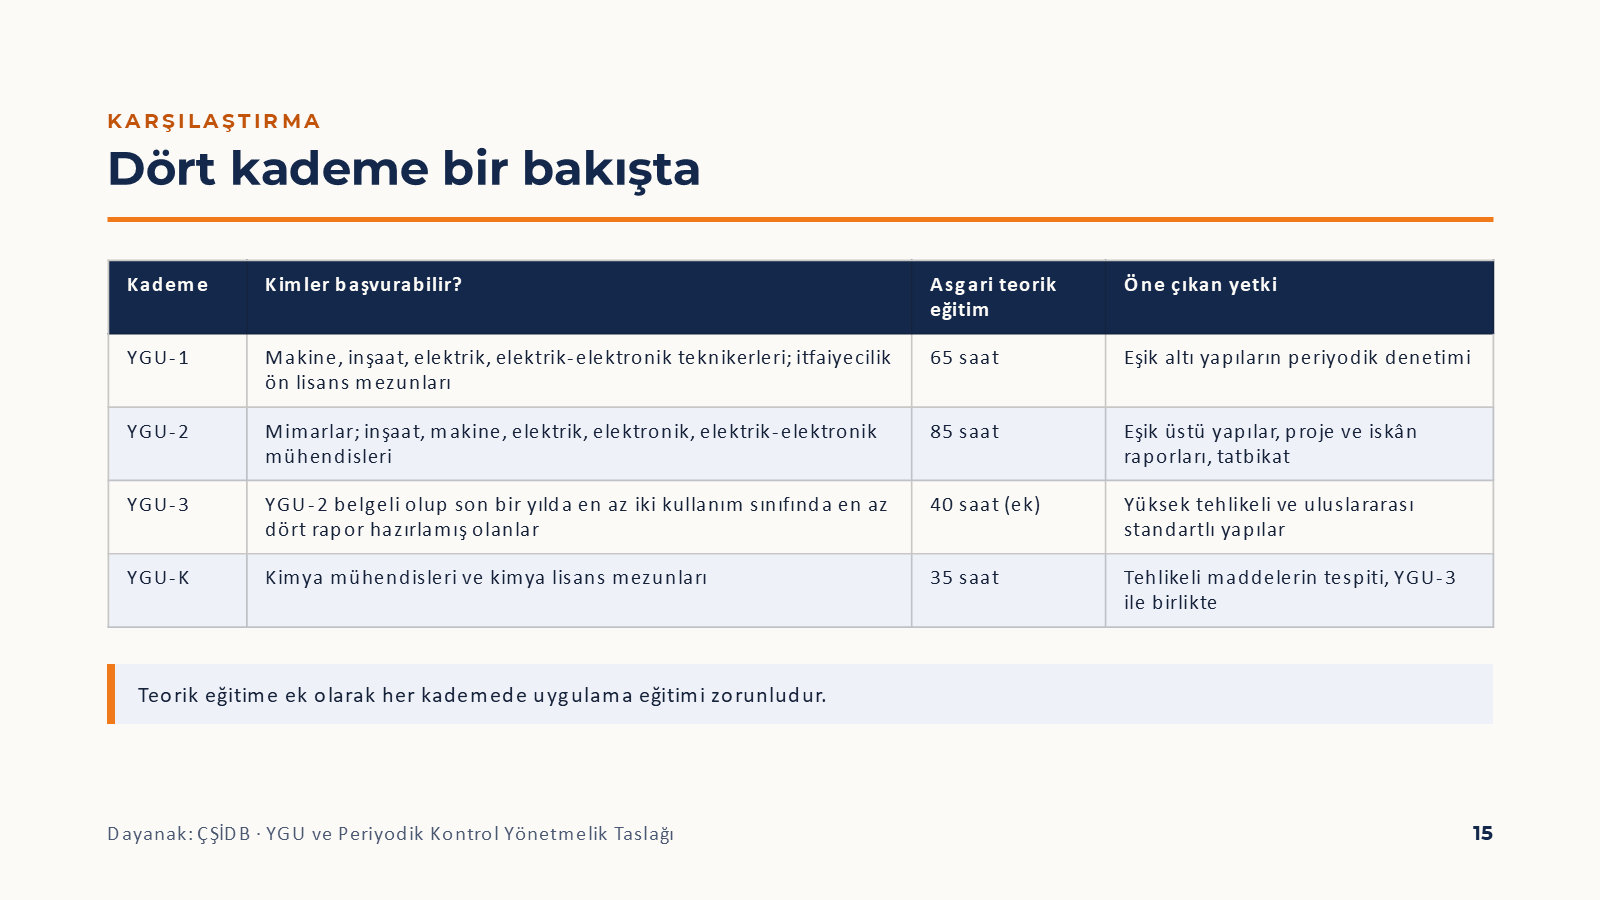 KARŞILAŞTIRMA
Dört kademe bir bakışta
Kademe
Kimler başvurabilir?
Asgari teorik
eğitim
Öne çıkan yetki
YGU-1
Makine, inşaat, elektrik, elektrik-elektronik teknikerleri; itfaiyecilik
ön lisans mezunları
65 saat
Eşik altı yapıların periyodik denetimi
YGU-2
Mimarlar; inşaat, makine, elektrik, elektronik, elektrik-elektronik
mühendisleri
85 saat
Eşik üstü yapılar, proje ve iskân
raporları, tatbikat
YGU-3
YGU-2 belgeli olup son bir yılda en az iki kullanım sınıfında en az
dört rapor hazırlamış olanlar
40 saat (ek)
Yüksek tehlikeli ve uluslararası
standartlı yapılar
YGU-K
Kimya mühendisleri ve kimya lisans mezunları
35 saat
Tehlikeli maddelerin tespiti, YGU-3
ile birlikte
Teorik eğitime ek olarak her kademede uygulama eğitimi zorunludur.
Dayanak: ÇŞİDB · YGU ve Periyodik Kontrol Yönetmelik Taslağı
15